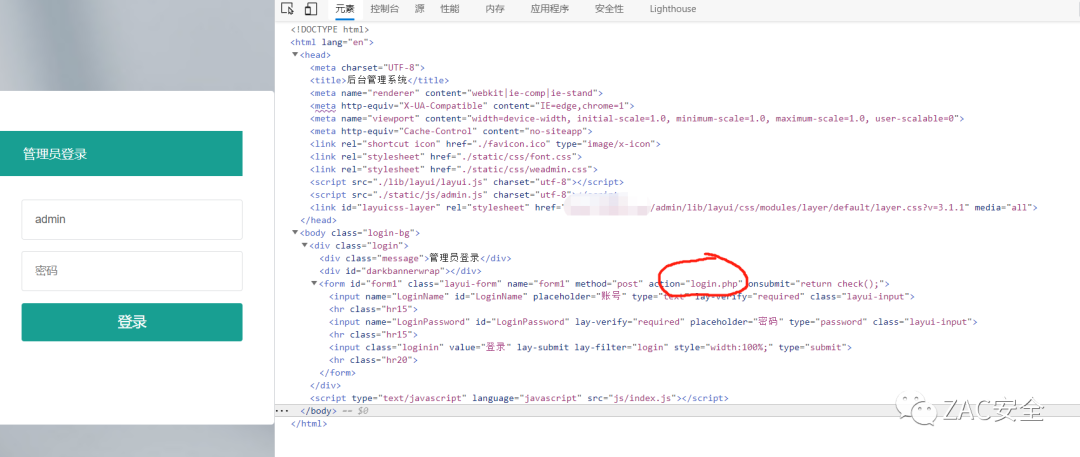 元素 控制台 源 性能 内存 应用程序 安全性 Lighthouse
管理员登录
admin
密码
登录
<!DOCTYPE html>
<html lang="en">
<head>
<meta charset="UTF-8">
<title>后台管理系统</title>
<meta name="renderer" content="webkit|ie-comp|ie-stand">
<meta http-equiv="X-UA-Compatible" content="IE=edge,chrome=1">
<meta name="viewport" content="width=device-width, initial-scale=1.0, minimum-scale=1.0, maximum-scale=1.0, user-scalable=0">
<meta http-equiv="Cache-Control" content="no-siteapp">
<link rel="shortcut icon" href="./favicon.ico" type="image/x-icon">
<link rel="stylesheet" href="./static/css/font.css">
<link rel="stylesheet" href="./static/css/weadmin.css">
<script src="./lib/layui/layui.js" charset="utf-8"></script>
<script src="./static/js/admin.js" charset="utf-8"></script>
<link id="layuicss-layer" rel="stylesheet" href= /admin/lib/layui/css/modules/layer/default/layer.css?v=3.1.1" media="all">
</head>
<body class="login-bg">
<div class="login">
<div class="message">管理员登录</div>
<div id="darkbannerwrap"></div>
<form id="form1" class="layui-form" name="form1" method="post" action="login.php" onsubmit="return check();">
<input name="LoginName" id="LoginName" placeholder="账号" type="text" lay-verify="required" class="layui-input">
<hr class="hr15">
<input name="LoginPassword" id="LoginPassword" lay-verify="required" placeholder="密码" type="password" class="layui-input">
<hr class="hr15">
<input class="loginin" value="登录" lay-submit lay-filter="login" style="width:100%;" type="submit">
<hr class="hr20">
</form>
</div>
<script type="text/javascript" language="javascript" src="js/index.js"></script>
</body> == $0
</html>
ZAC安全